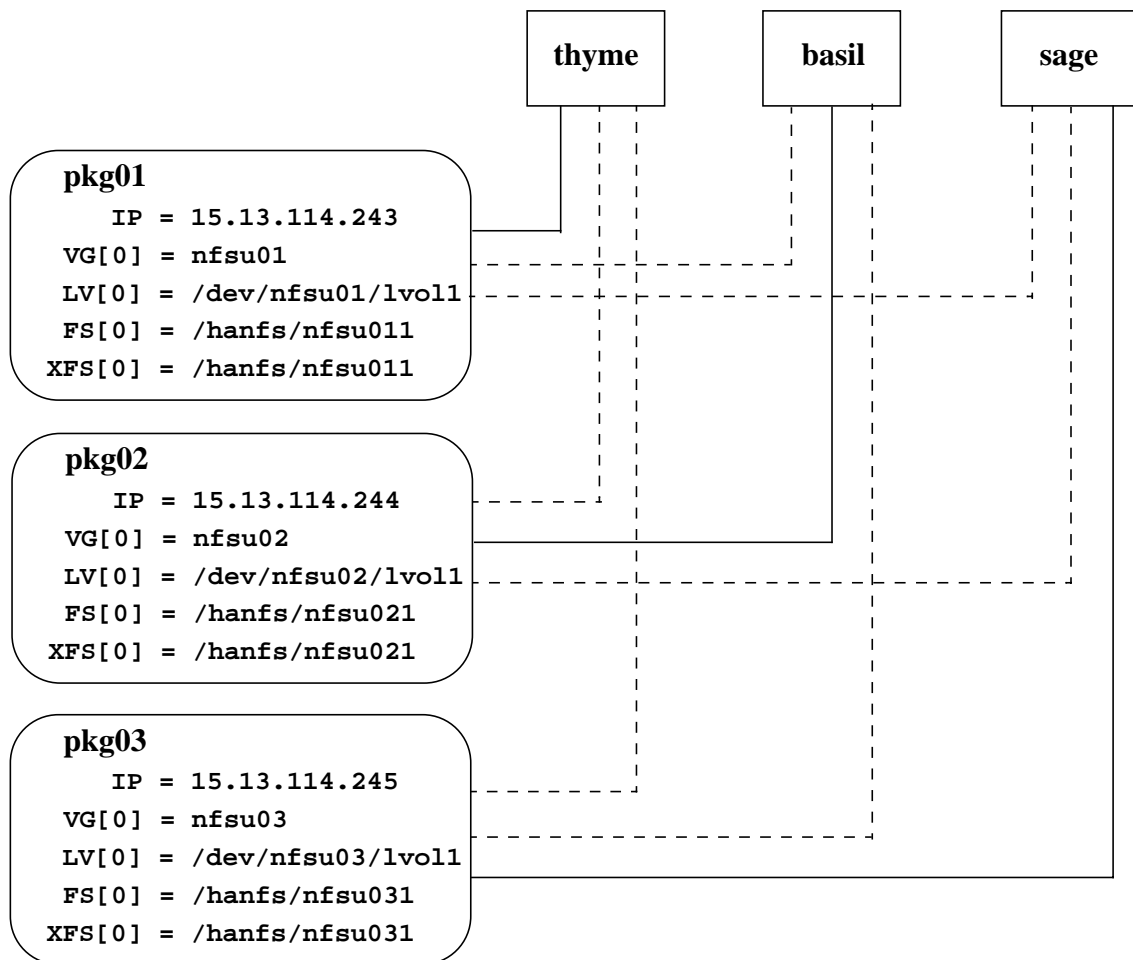 thyme
basil
sage
pkg01
IP = 15.13.114.243
VG[0] = nfsu01
LV[0] = /dev/nfsu01/lvol1
FS[0] = /hanfs/nfsu011
XFS[0] = /hanfs/nfsu011
pkg02
IP = 15.13.114.244
VG[0] = nfsu02
LV[0] = /dev/nfsu02/lvol1
FS[0] = /hanfs/nfsu021
XFS[0] = /hanfs/nfsu021
pkg03
IP = 15.13.114.245
VG[0] = nfsu03
LV[0] = /dev/nfsu03/lvol1
FS[0] = /hanfs/nfsu031
XFS[0] = /hanfs/nfsu031